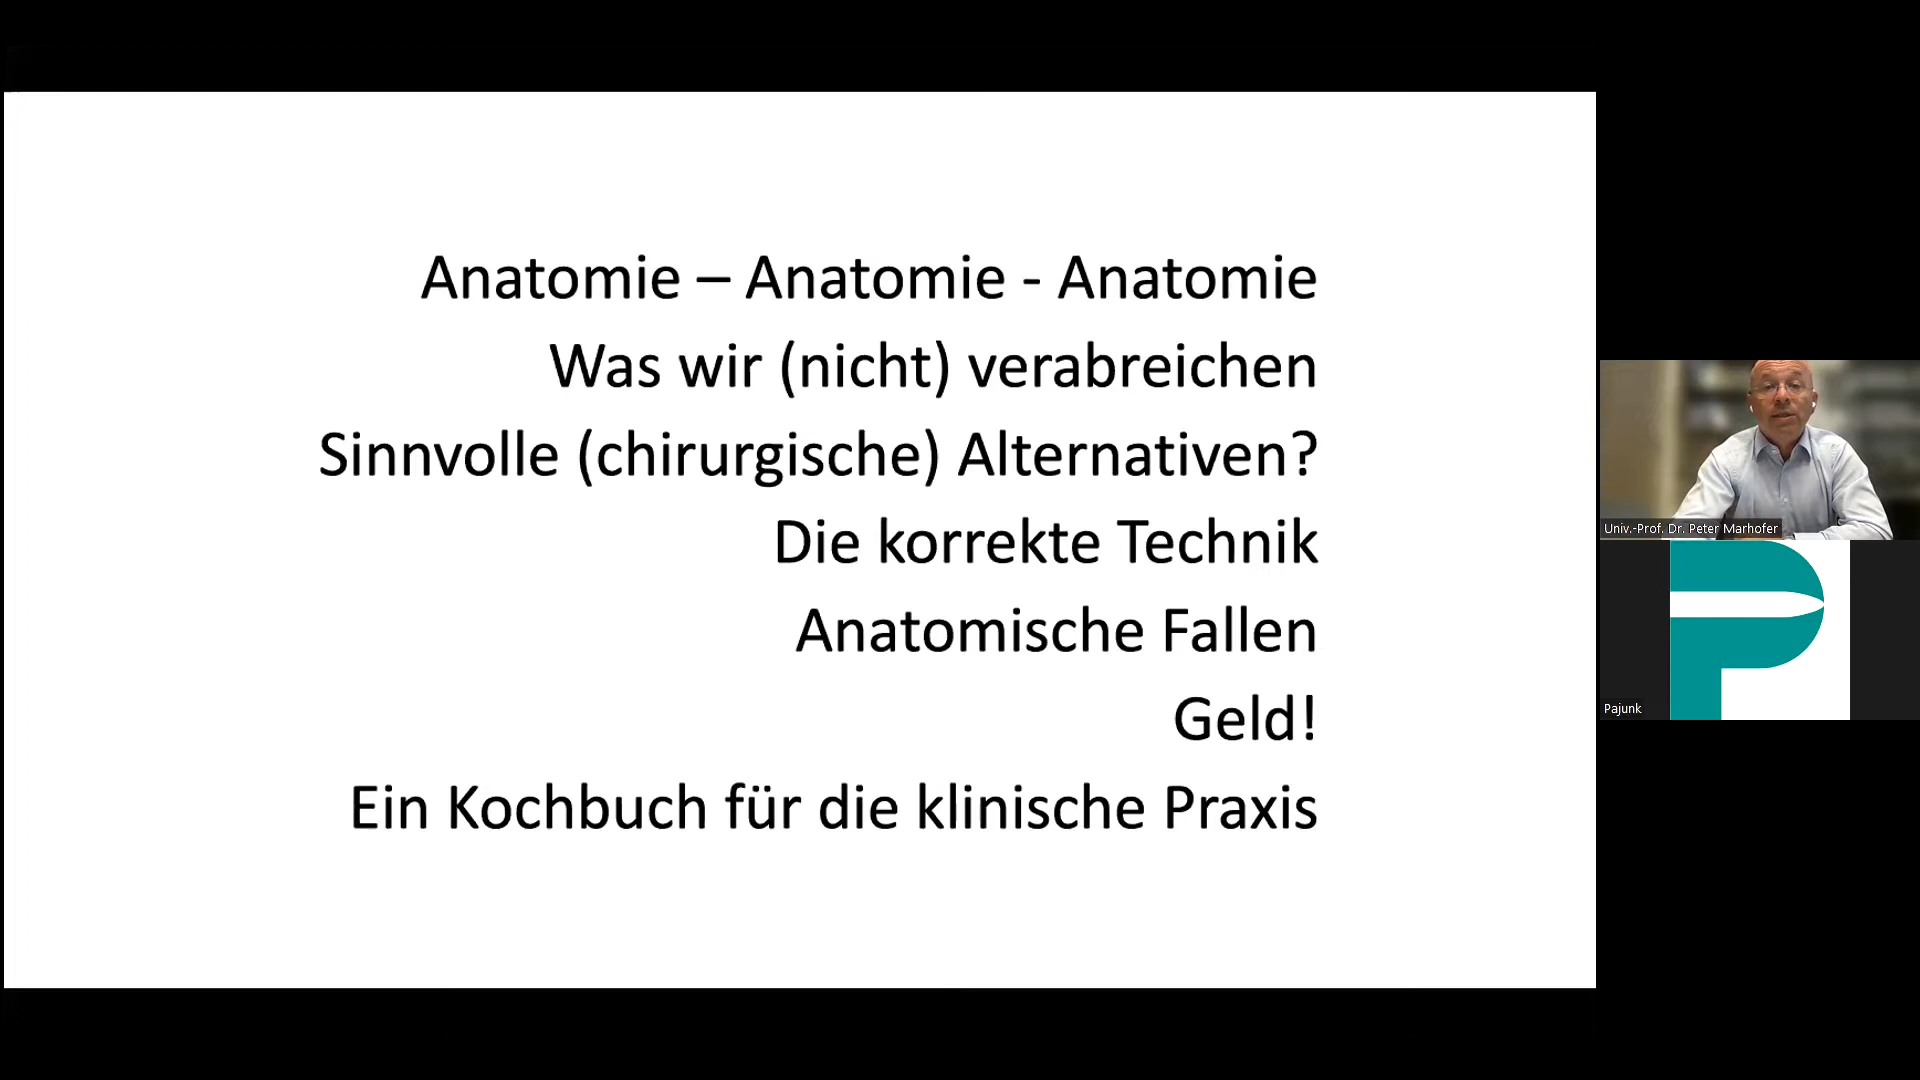 Anatomie – Anatomie - Anatomie
Was wir (nicht) verabreichen
Sinnvolle (chirurgische) Alternativen?
Die korrekte Technik
Anatomische Fallen
Geld!
Ein Kochbuch für die klinische Praxis
Univ.-Prof. Dr. Peter Marhofer
Pajunk